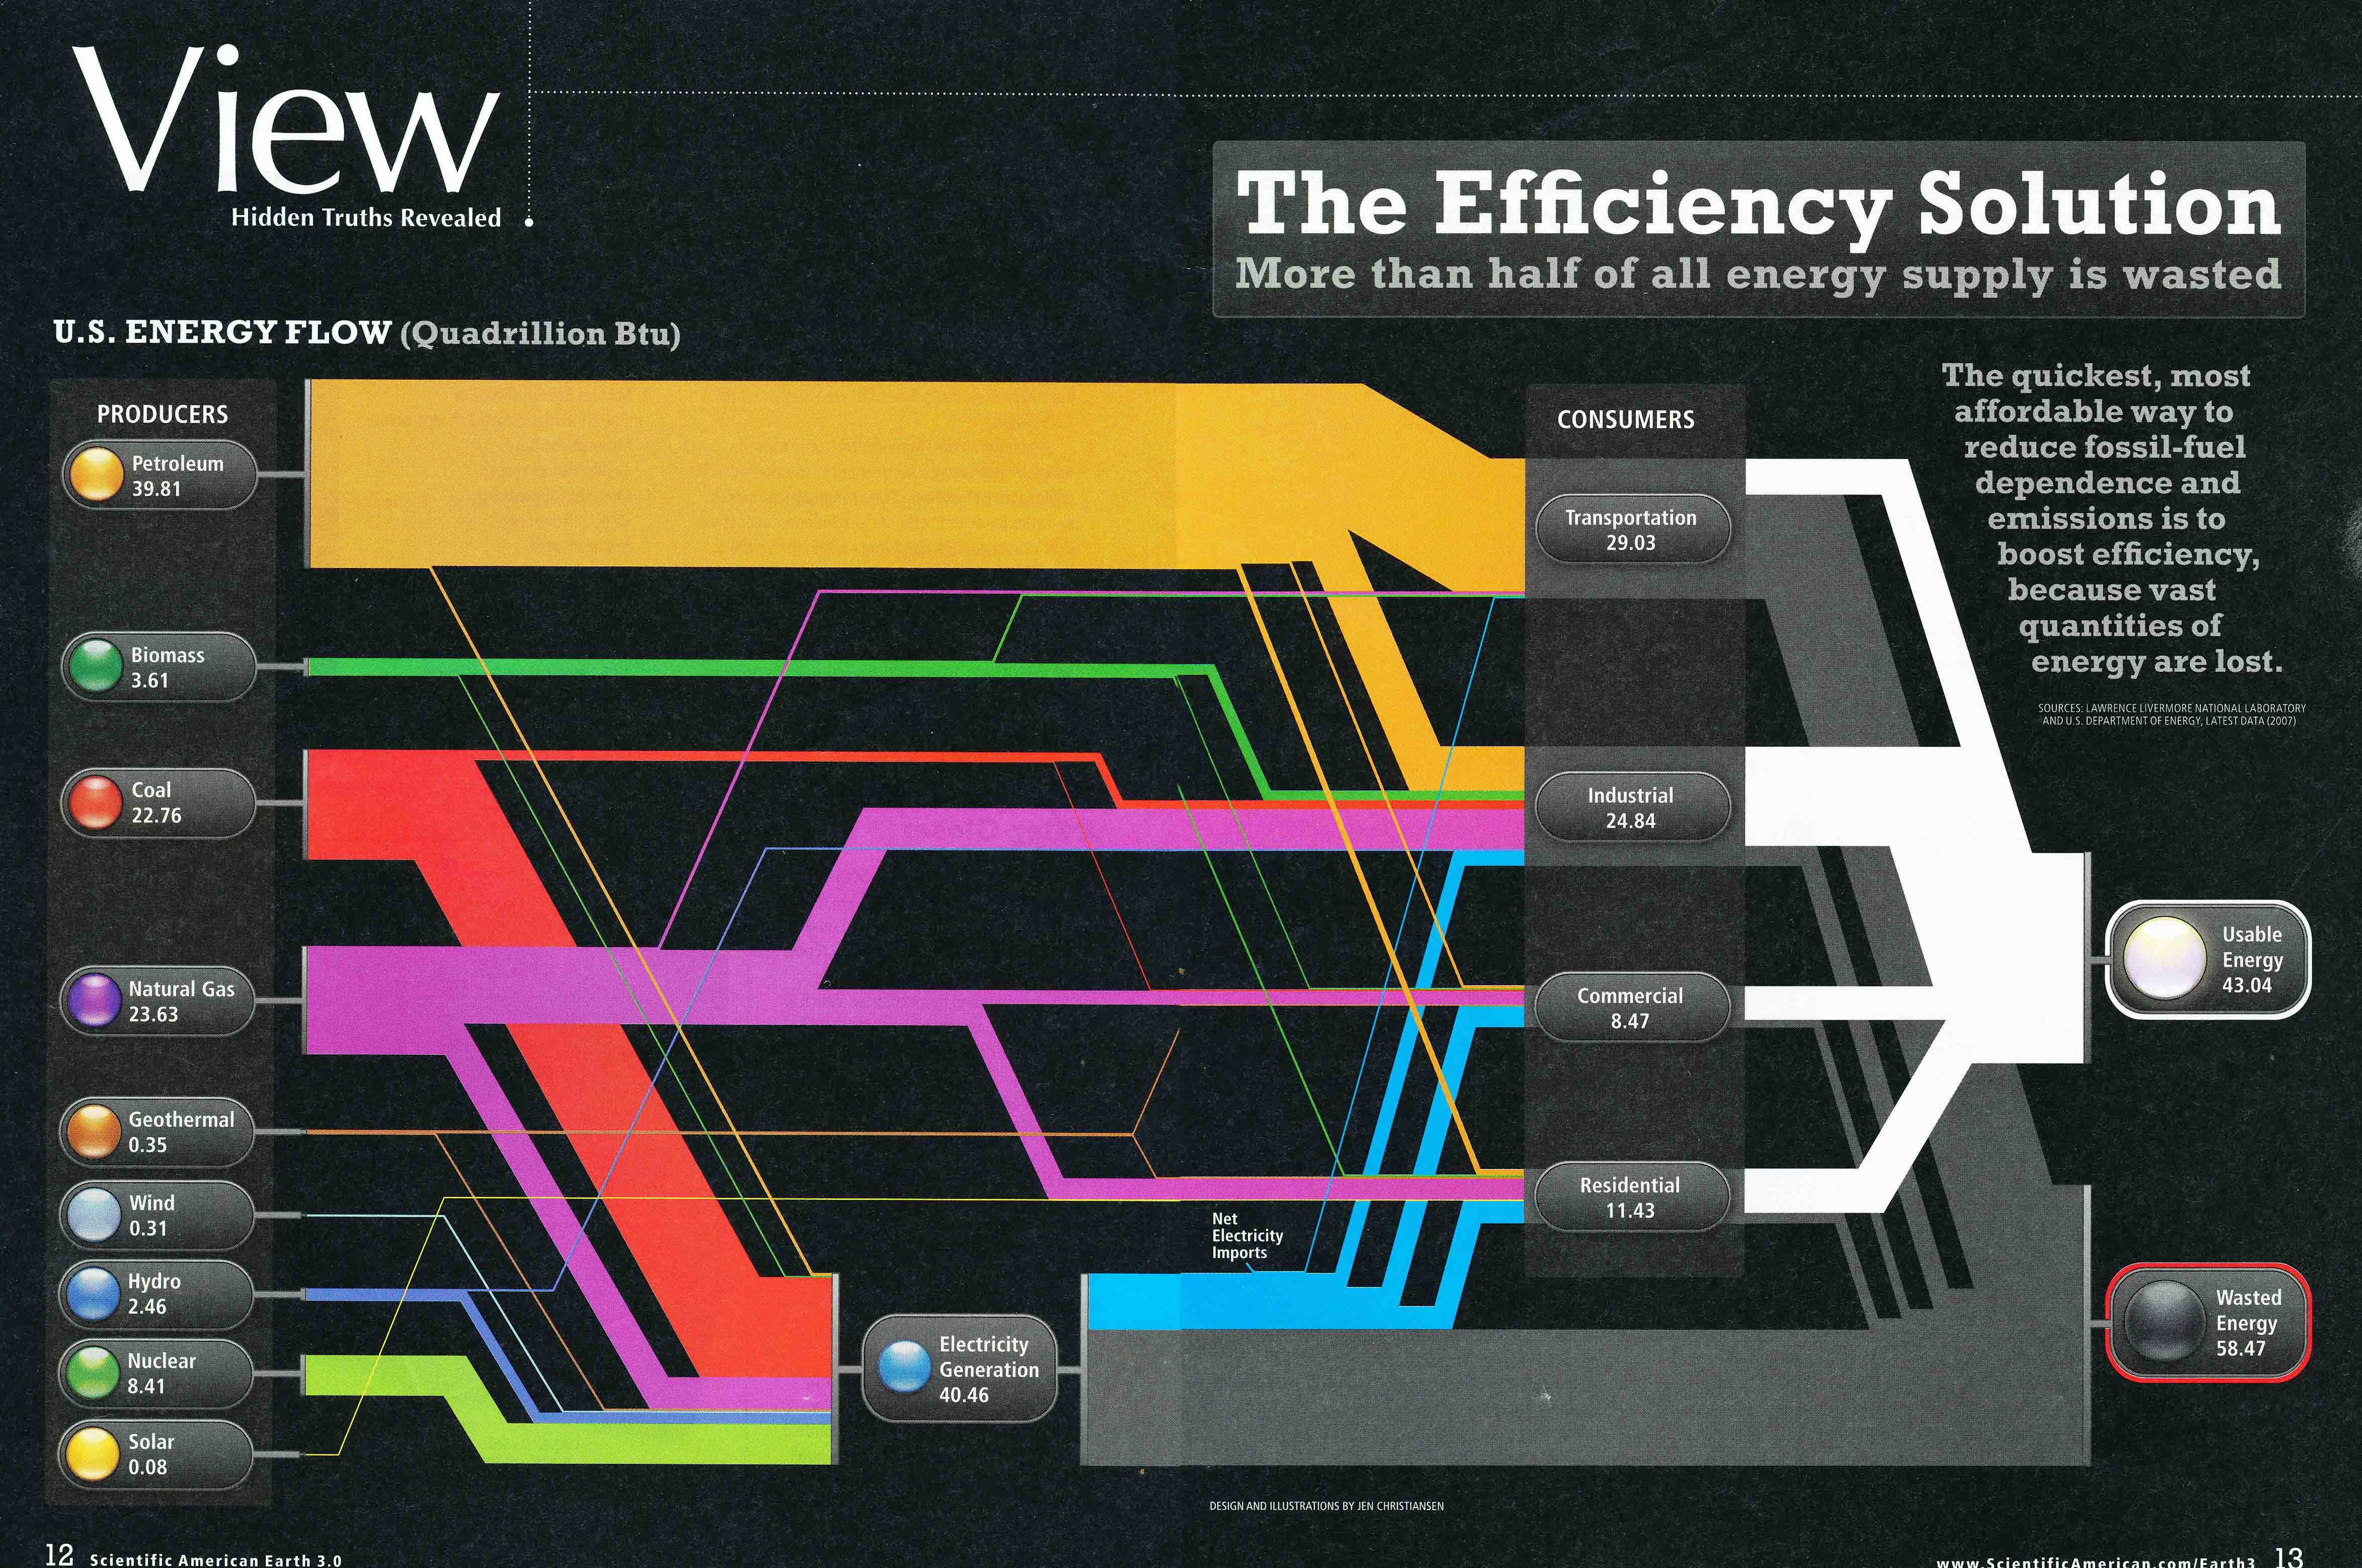 View
Hidden Truths Revealed
The Efficiency Solution
More than half of all energy supply is wasted
U.S. ENERGY FLOW (Quadrillion Btu)
The quickest, most
affordable way to
reduce fossil-fuel
dependence and
emissions is to
boost efficiency,
because vast
quantities of
energy are lost.
SOURCES: LAWRENCE LIVERMORE NATIONAL LABORATORY
AND U.S. DEPARTMENT OF ENERGY, LATEST DATA (2007)
PRODUCERS
Petroleum
39.81
Biomass
3.61
Coal
22.76
Natural Gas
23.63
Geothermal
0.35
Wind
0.31
Hydro
2.46
Nuclear
8.41
Solar
0.08
Electricity
Generation
40.46
Net
Electricity
Imports
CONSUMERS
Transportation
29.03
Industrial
24.84
Commercial
8.47
Residential
11.43
Usable
Energy
43.04
Wasted
Energy
58.47
DESIGN AND ILLUSTRATIONS BY JEN CHRISTIANSEN
12 Scientific American Earth 3.0
www.ScientificAmerican.com/Earth3 13